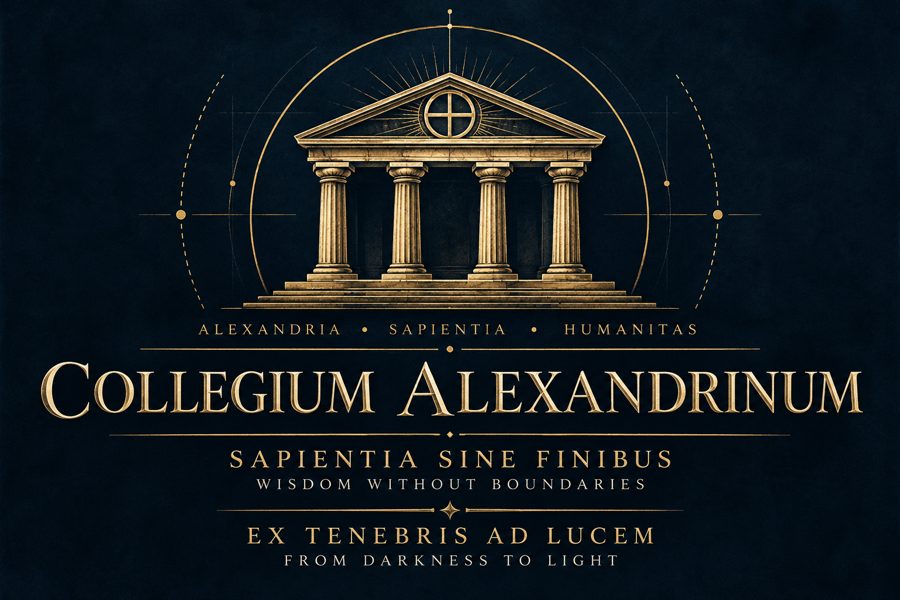 ALEXANDRIA • SAPIENTIA • HUMANITAS
COLLEGIUM ALEXANDRINUM
SAPIENTIA SINE FINIBUS
WISDOM WITHOUT BOUNDARIES
EX TENEBRIS AD LUCEM
FROM DARKNESS TO LIGHT